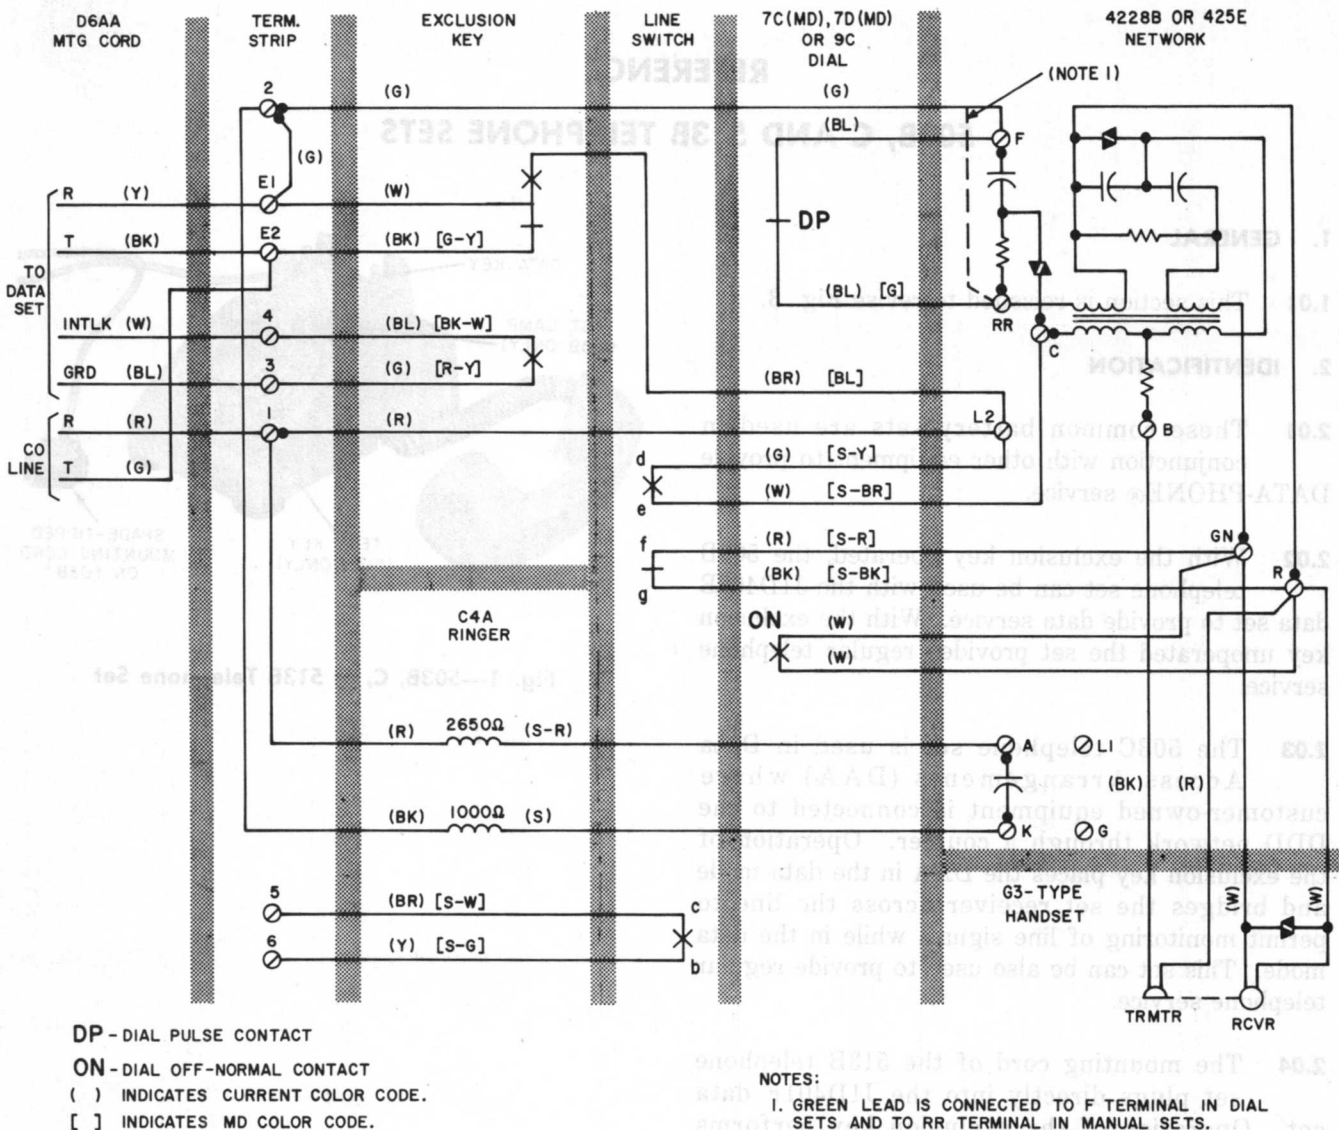 D6AA MTG CORD
TERM. STRIP
EXCLUSION KEY
LINE SWITCH
7C(MD), 7D(MD) OR 9C DIAL
4228B OR 425E NETWORK
(NOTE 1)
2 (G) (G)
(BL)
F
(G)
E1
R (Y) (W)
E2
T (BK) (BK) [G-Y]
DP
TO DATA SET
(BL) [G]
RR
4
INTLK (W) (BL) [BK-W]
C
3
GRD (BL) (G) [R-Y]
(BR) [BL]
1
R (R) (R)
L2
B
CO LINE
T (G)
d (G) [S-Y]
e (W) [S-BR]
f (R) [S-R]
GN
g (BK) [S-BK]
R
ON (W)
(W)
C4A RINGER
(R) 2650Ω (S-R)
A L1
(BK) (R)
(BK) 1000Ω (S)
K G
5 (BR) [S-W] c
6 (Y) [S-G] b
G3-TYPE HANDSET
(W) (W)
TRMTR
RCVR
DP - DIAL PULSE CONTACT
ON - DIAL OFF-NORMAL CONTACT
( ) INDICATES CURRENT COLOR CODE.
[ ] INDICATES MD COLOR CODE.
NOTES:
1. GREEN LEAD IS CONNECTED TO F TERMINAL IN DIAL
SETS AND TO RR TERMINAL IN MANUAL SETS.